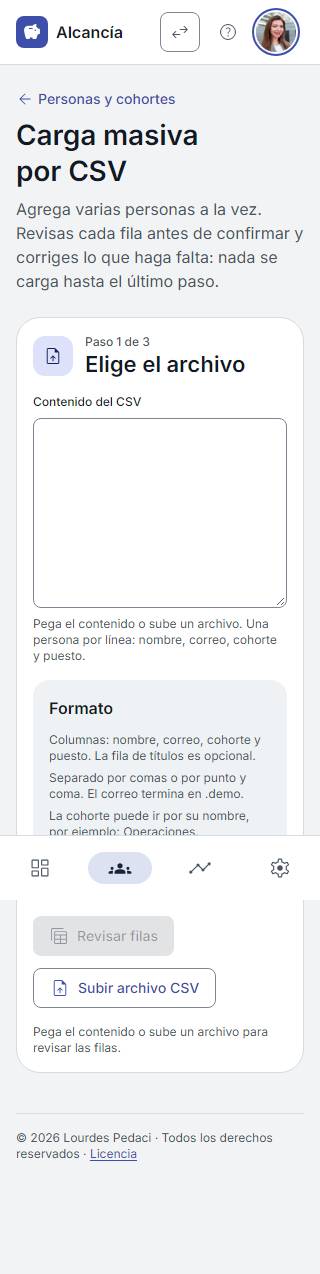 Alcancía
Personas y cohortes
Carga masiva
por CSV
Agrega varias personas a la vez.
Revisas cada fila antes de confirmar y
corriges lo que haga falta: nada se
carga hasta el último paso.
Paso 1 de 3
Elige el archivo
Contenido del CSV
Pega el contenido o sube un archivo. Una
persona por línea: nombre, correo, cohorte
y puesto.
Formato
Columnas: nombre, correo, cohorte y
puesto. La fila de títulos es opcional.
Separado por comas o por punto y
coma. El correo termina en .demo.
La cohorte puede ir por su nombre,
por ejemplo: Operaciones.
Revisar filas
Subir archivo CSV
Pega el contenido o sube un archivo para
revisar las filas.
© 2026 Lourdes Pedaci · Todos los derechos
reservados · Licencia